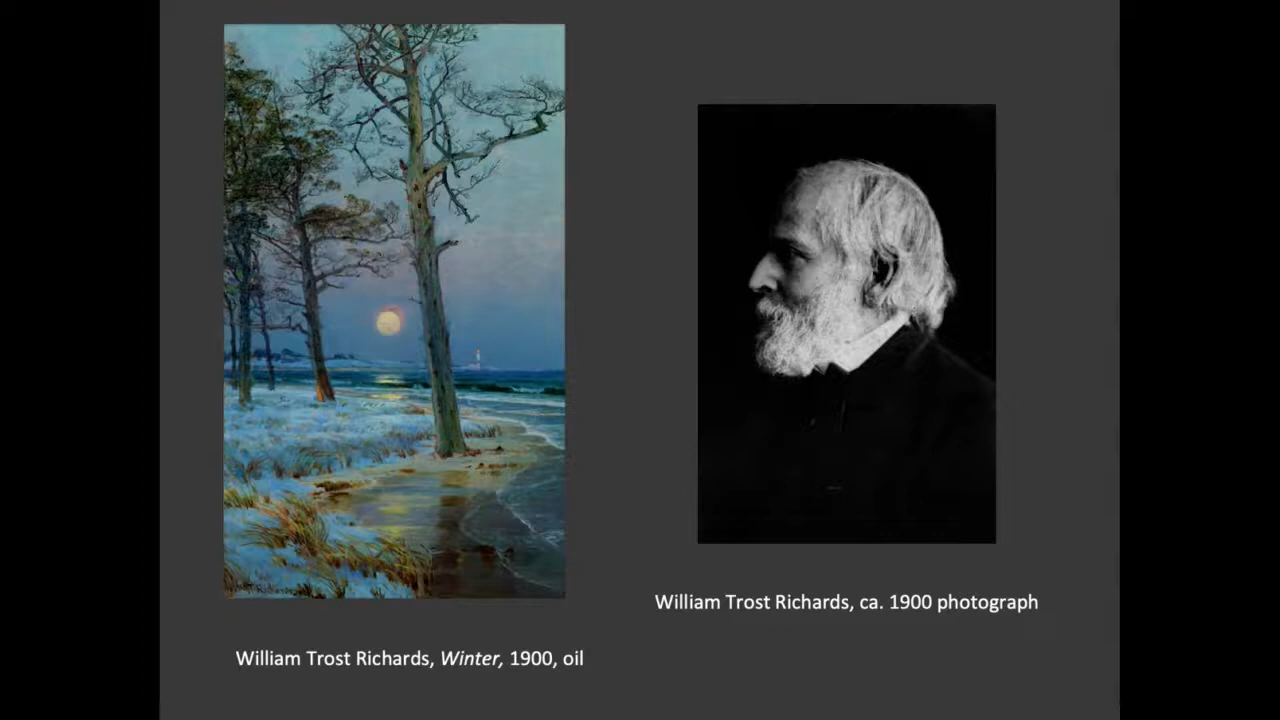 William Trost Richards, ca. 1900 photograph
William Trost Richards, Winter, 1900, oil